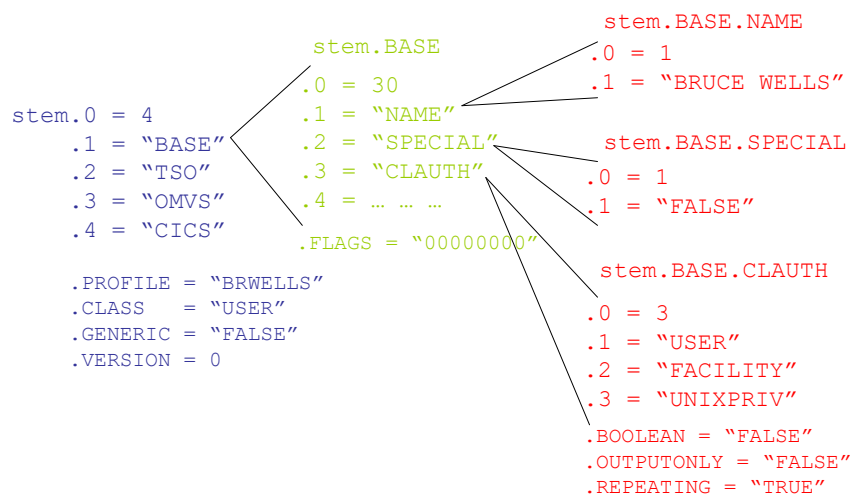 stem.0 = 4
.1 = “BASE”
.2 = “TSO”
.3 = “OMVS”
.4 = “CICS”
.PROFILE = “BRWELLS”
.CLASS   = “USER”
.GENERIC = “FALSE”
.VERSION = 0
stem.BASE
.0 = 30
.1 = “NAME”
.2 = “SPECIAL”
.3 = “CLAUTH”
.4 = … … …
.FLAGS = “00000000”
stem.BASE.NAME
.0 = 1
.1 = “BRUCE WELLS”
stem.BASE.SPECIAL
.0 = 1
.1 = “FALSE”
stem.BASE.CLAUTH
.0 = 3
.1 = “USER”
.2 = “FACILITY”
.3 = “UNIXPRIV”
.BOOLEAN = “FALSE”
.OUTPUTONLY = “FALSE”
.REPEATING = “TRUE”